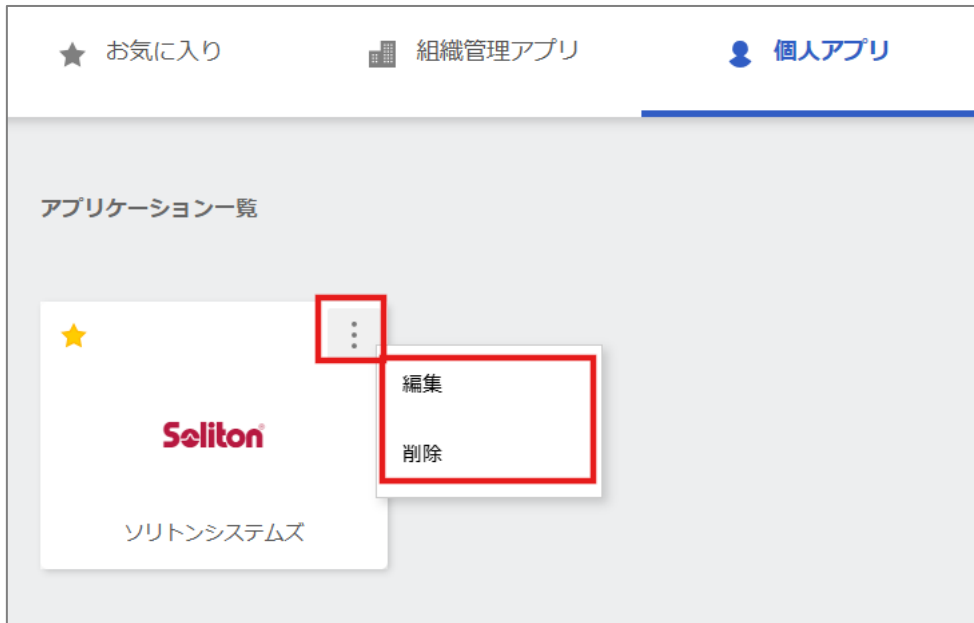 お気に入り
組織管理アプリ
個人アプリ
アプリケーション一覧
編集
Soliton
削除
ソリトンシステムズ